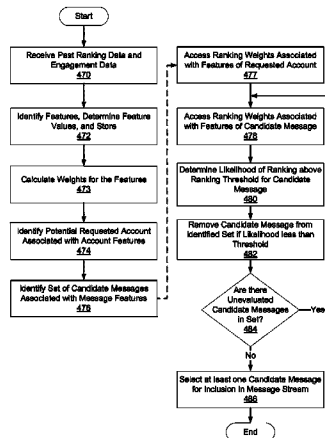 Start
Receive Past Ranking Data and
Engagement Data
470
Identify Features, Determine Feature
Values, and Store
472
Calculate Weights for the Features
473
Identify Potential Requested Account
Associated with Account Features
474
Identify Set of Candidate Messages
Associated with Message Features
476
Access Ranking Weights Associated
with Features of Requested Account
477
Access Ranking Weights Associated
with Features of Candidate Message
478
Determine Likelihood of Ranking above
Ranking Threshold for Candidate
Message
480
Remove Candidate Message from
Identified Set if Likelihood less than
Threshold
482
Are there
Unevaluated
Candidate Messages
in Set?
484
Yes
No
Select at least one Candidate Message
for Inclusion in Message Stream
486
End